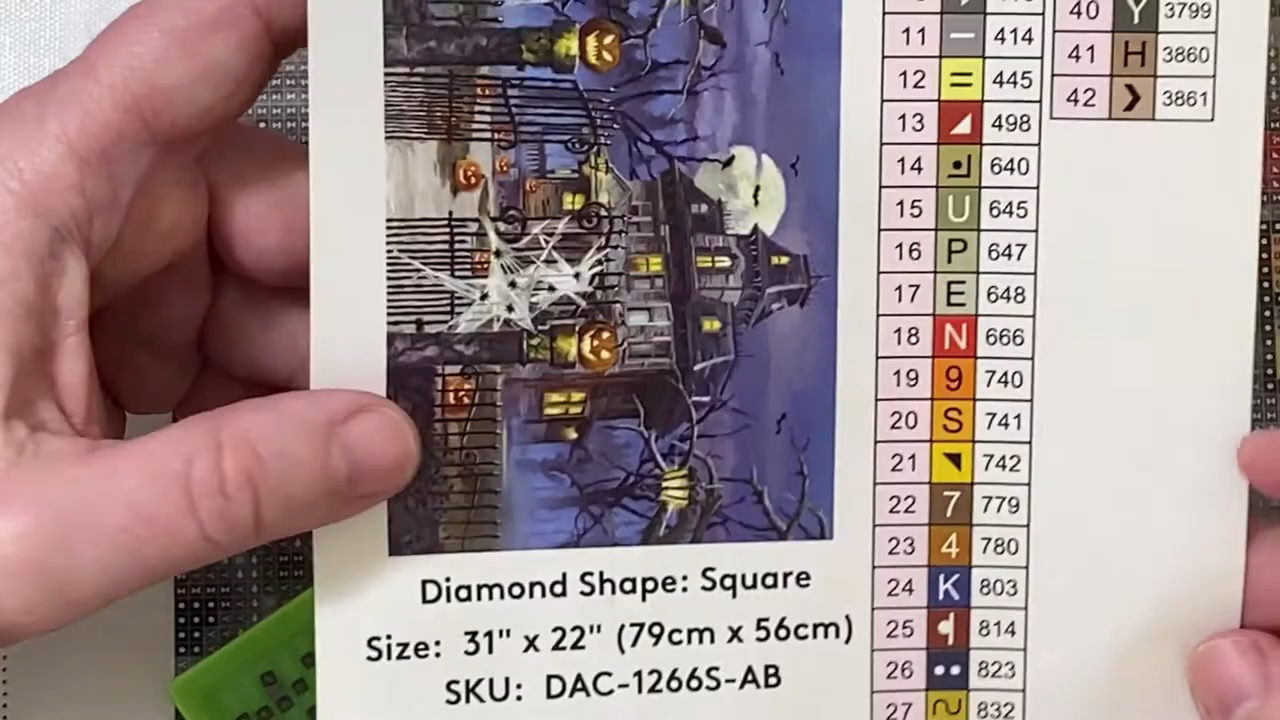 11 414
12 = 445
13 498
14 640
15 U 645
16 P 647
17 E 648
18 N 666
19 9 740
20 S 741
21 742
22 7 779
23 4 780
24 K 803
25 814
26 823
27 832
40 Y 3799
41 H 3860
42 3861
Diamond Shape: Square
Size: 31" x 22" (79cm x 56cm)
SKU: DAC-1266S-AB